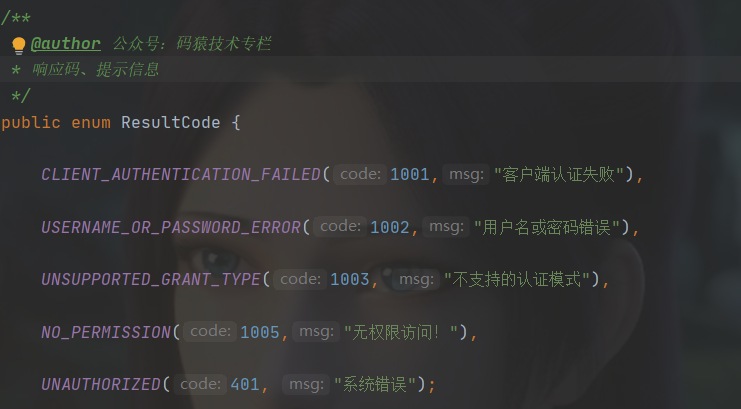 /**
@author 公众号：码猿技术专栏
* 响应码、提示信息
*/
public enum ResultCode {
CLIENT_AUTHENTICATION_FAILED( code: 1001, msg: "客户端认证失败"),
USERNAME_OR_PASSWORD_ERROR( code: 1002, msg: "用户名或密码错误"),
UNSUPPORTED_GRANT_TYPE( code: 1003, msg: "不支持的认证模式"),
NO_PERMISSION( code: 1005, msg: "无权限访问！"),
UNAUTHORIZED( code: 401, msg: "系统错误");